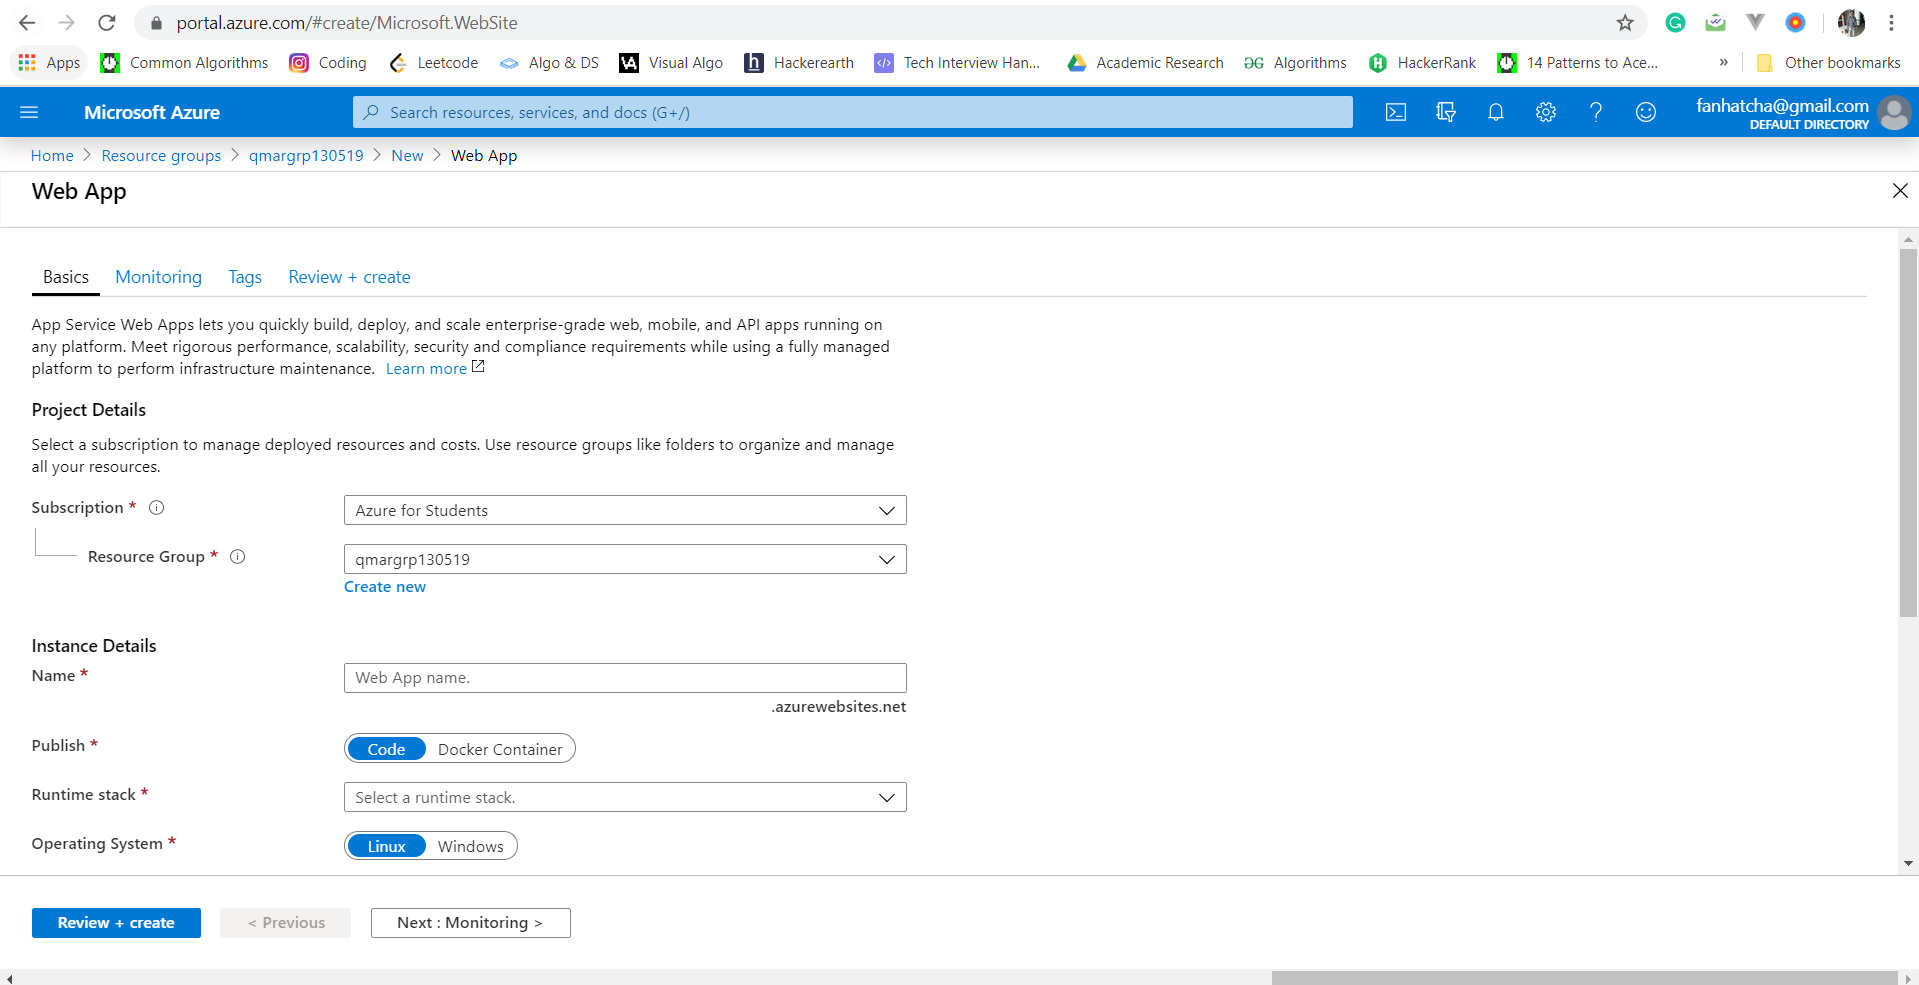 portal.azure.com/#create/Microsoft.WebSite
Apps Common Algorithms Coding Leetcode Algo & DS Visual Algo Hackerearth Tech Interview Han... Academic Research Algorithms HackerRank 14 Patterns to Ace... » Other bookmarks
Microsoft Azure
Search resources, services, and docs (G+/)
fanhatcha@gmail.com
DEFAULT DIRECTORY
Home > Resource groups > qmargrp130519 > New > Web App
Web App
Basics Monitoring Tags Review + create
App Service Web Apps lets you quickly build, deploy, and scale enterprise-grade web, mobile, and API apps running on
any platform. Meet rigorous performance, scalability, security and compliance requirements while using a fully managed
platform to perform infrastructure maintenance. Learn more
Project Details
Select a subscription to manage deployed resources and costs. Use resource groups like folders to organize and manage
all your resources.
Subscription * Azure for Students
Resource Group * qmargrp130519
Create new
Instance Details
Name * Web App name.
.azurewebsites.net
Publish * Code Docker Container
Runtime stack * Select a runtime stack.
Operating System * Linux Windows
Review + create < Previous Next : Monitoring >